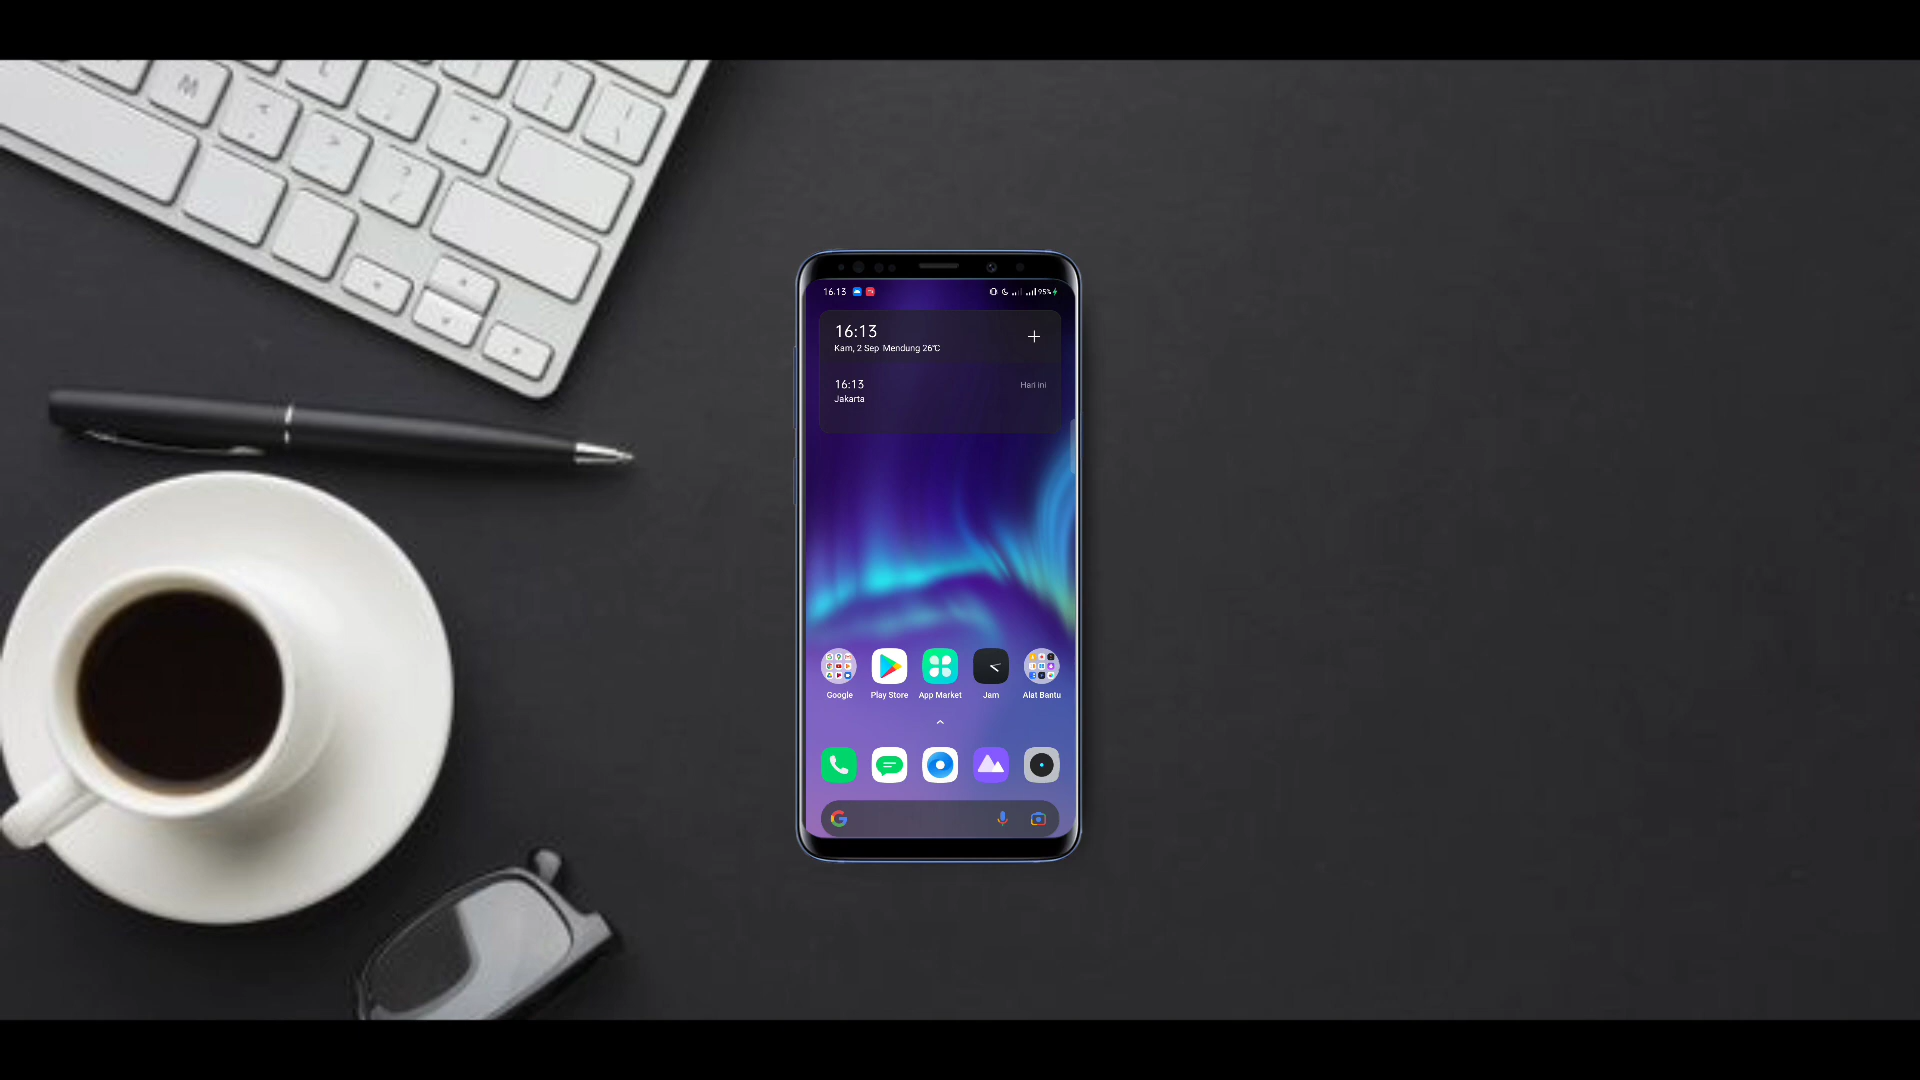 M
16.13
95%
16:13
Kam, 2 Sep Mendung 26°C
16:13
Hari ini
Jakarta
Google
Play Store
App Market
Jam
Alat Bantu